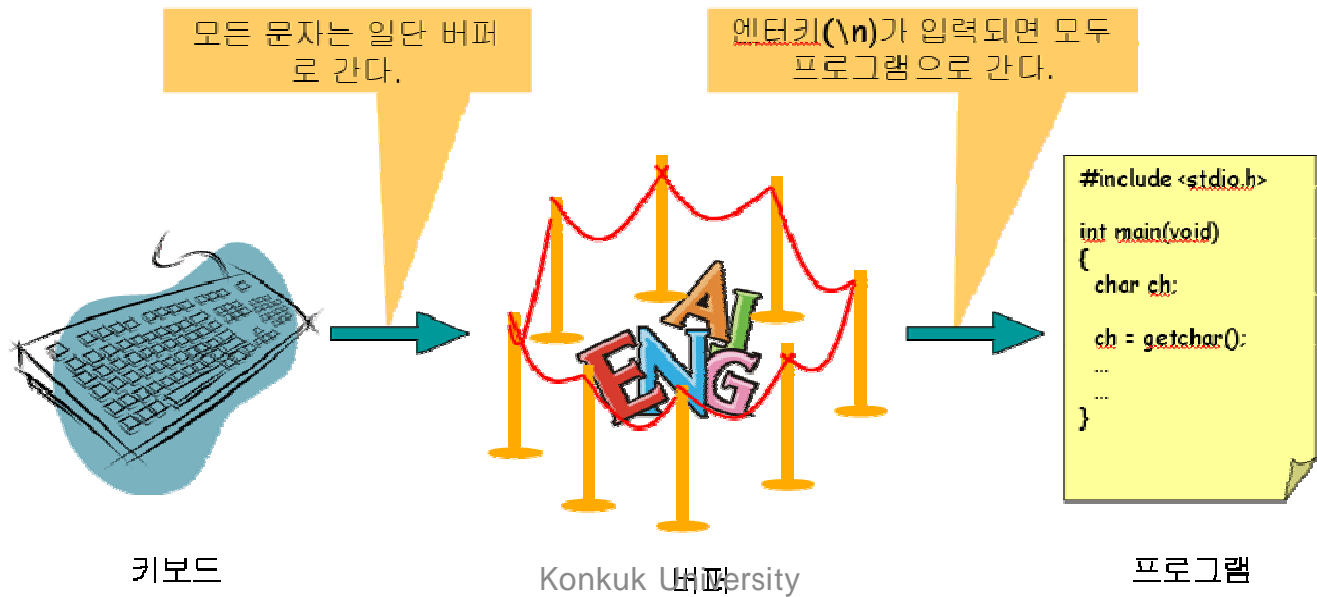 모든 문자는 일단 버퍼
로 간다.
엔터키(\n)가 입력되면 모두
프로그램으로 간다.
#include <stdio.h>
int main(void)
{
char ch;
ch = getchar();
...
...
}
A I
E N G
키보드
버퍼
Konkuk University
프로그램